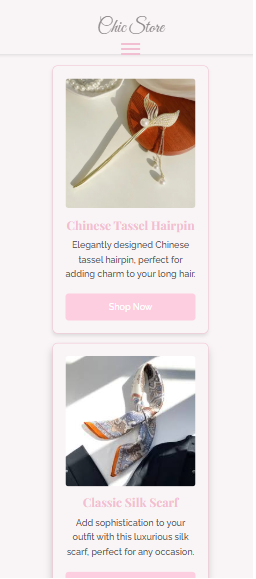 Chic Store
Chinese Tassel Hairpin
Elegantly designed Chinese
tassel hairpin, perfect for
adding charm to your long hair.
Shop Now
Classic Silk Scarf
Add sophistication to your
outfit with this luxurious silk
scarf, perfect for any occasion.